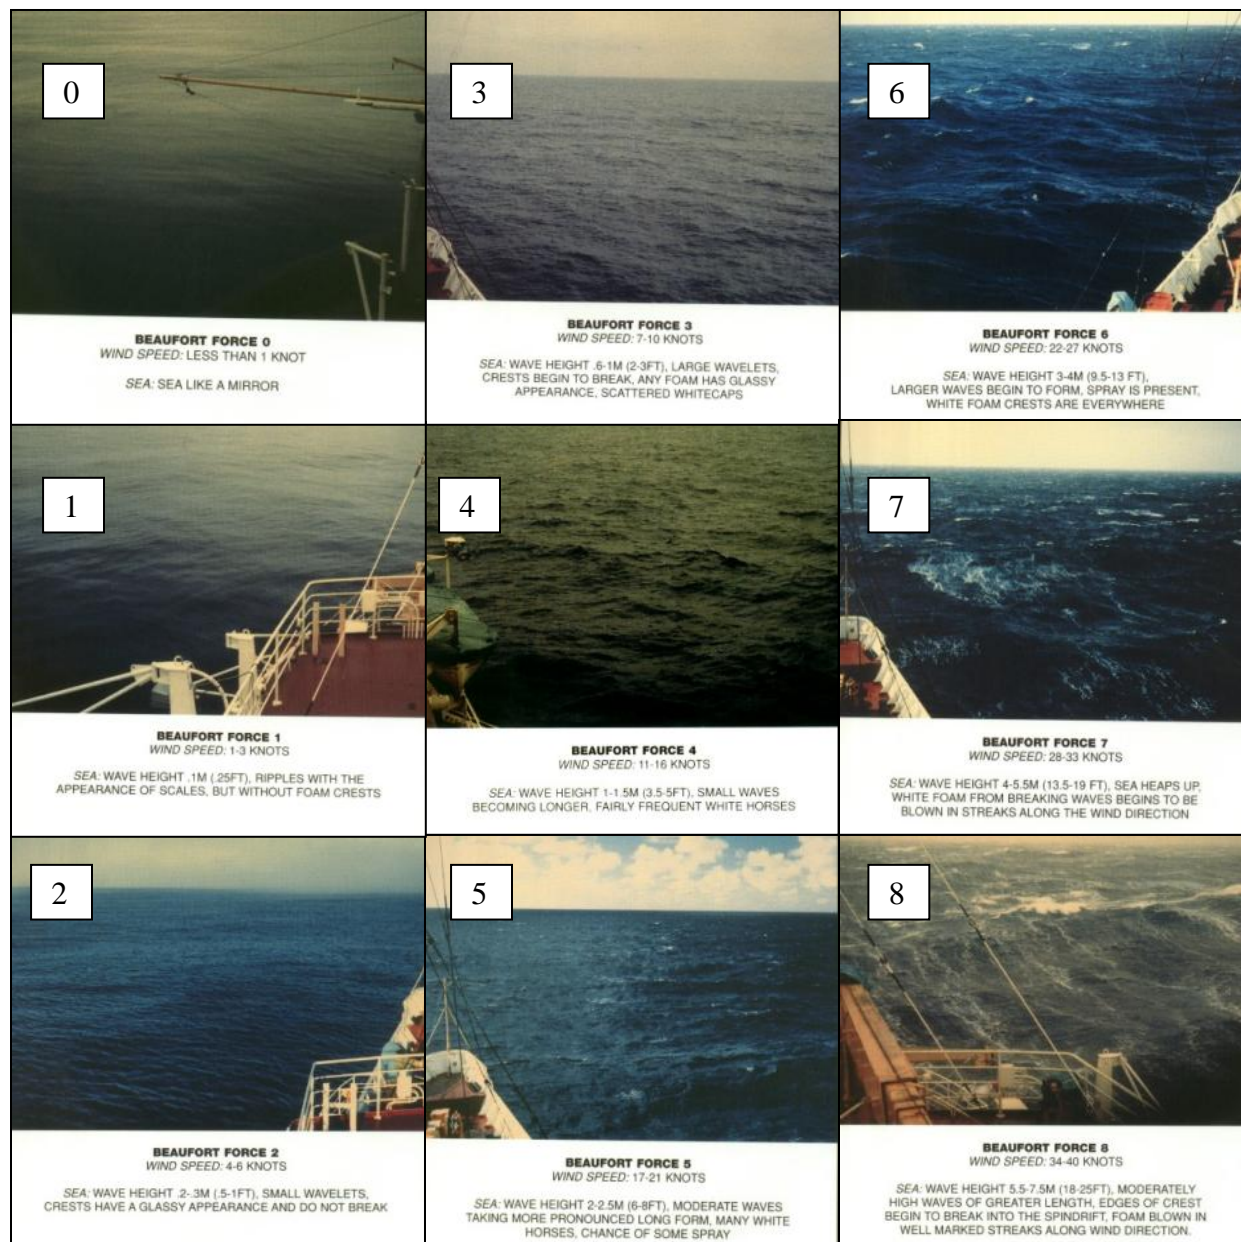 0
BEAUFORT FORCE 0
WIND SPEED: LESS THAN 1 KNOT
SEA: SEA LIKE A MIRROR
1
BEAUFORT FORCE 1
WIND SPEED: 1-3 KNOTS
SEA: WAVE HEIGHT .1M (.25FT), RIPPLES WITH THE
APPEARANCE OF SCALES, BUT WITHOUT FOAM CRESTS
2
BEAUFORT FORCE 2
WIND SPEED: 4-6 KNOTS
SEA: WAVE HEIGHT .2-.3M (.5-1FT), SMALL WAVELETS,
CRESTS HAVE A GLASSY APPEARANCE AND DO NOT BREAK
3
BEAUFORT FORCE 3
WIND SPEED: 7-10 KNOTS
SEA: WAVE HEIGHT .6-1M (2-3FT), LARGE WAVELETS,
CRESTS BEGIN TO BREAK, ANY FOAM HAS GLASSY
APPEARANCE, SCATTERED WHITECAPS
4
BEAUFORT FORCE 4
WIND SPEED: 11-16 KNOTS
SEA: WAVE HEIGHT 1-1.5M (3.5-5FT), SMALL WAVES
BECOMING LONGER, FAIRLY FREQUENT WHITE HORSES
5
BEAUFORT FORCE 5
WIND SPEED: 17-21 KNOTS
SEA: WAVE HEIGHT 2-2.5M (6-8FT), MODERATE WAVES
TAKING MORE PRONOUNCED LONG FORM, MANY WHITE
HORSES, CHANCE OF SOME SPRAY
6
BEAUFORT FORCE 6
WIND SPEED: 22-27 KNOTS
SEA: WAVE HEIGHT 3-4M (9.5-13 FT),
LARGER WAVES BEGIN TO FORM, SPRAY IS PRESENT,
WHITE FOAM CRESTS ARE EVERYWHERE
7
BEAUFORT FORCE 7
WIND SPEED: 28-33 KNOTS
SEA: WAVE HEIGHT 4-5.5M (13.5-19 FT), SEA HEAPS UP,
WHITE FOAM FROM BREAKING WAVES BEGINS TO BE
BLOWN IN STREAKS ALONG THE WIND DIRECTION
8
BEAUFORT FORCE 8
WIND SPEED: 34-40 KNOTS
SEA: WAVE HEIGHT 5.5-7.5M (18-25FT), MODERATELY
HIGH WAVES OF GREATER LENGTH, EDGES OF CREST
BEGIN TO BREAK INTO THE SPINDRIFT, FOAM BLOWN IN
WELL MARKED STREAKS ALONG WIND DIRECTION.